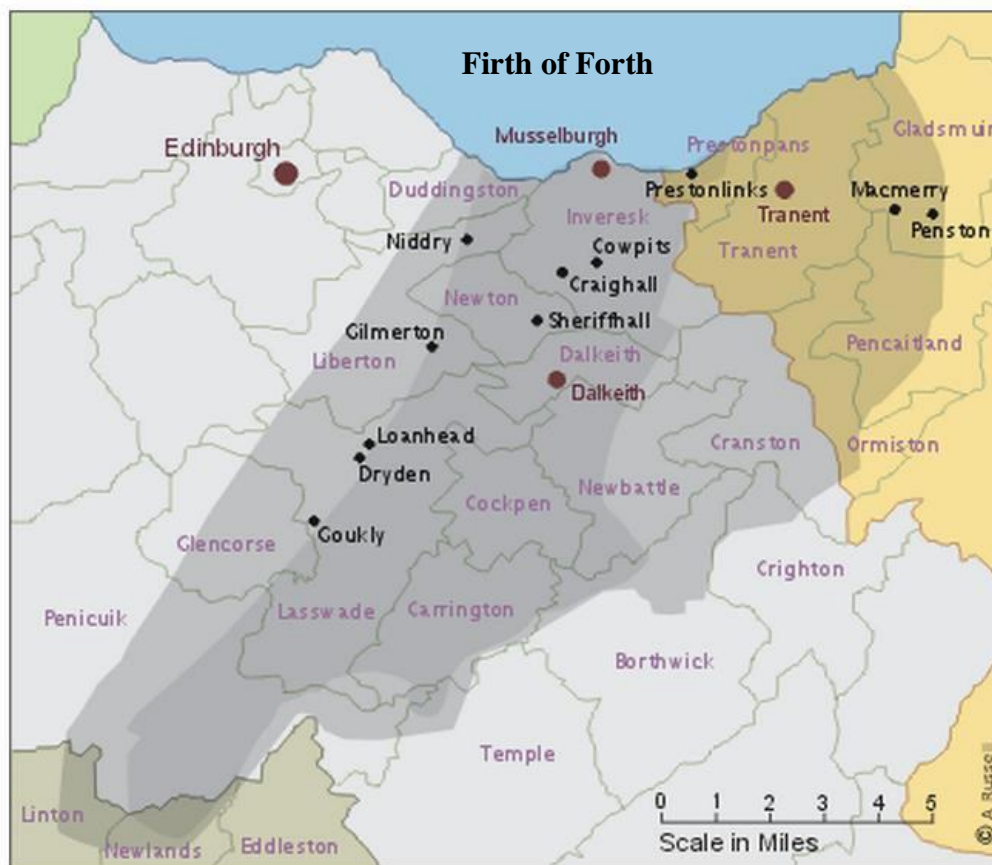 Firth of Forth
Musselburgh
Edinburgh
Prestonpans
Gladsmuir
Duddingston
Prestonlinks
Macmerry
Inveresk
Tranent
Niddry
Cowpits
Penston
Tranent
Craighall
Newton
Sheriffhall
Gilmerton
Liberton
Dalkeith
Pencaitland
Dalkeith
Loanhead
Cranston
Ormiston
Dryden
Cockpen
Newbattle
Goukly
Glencorse
Crighton
Lasswade
Carrington
Penicuik
Borthwick
Temple
0 1 2 3 4 5
Scale in Miles
Linton
Newlands
Eddleston
© A Russell